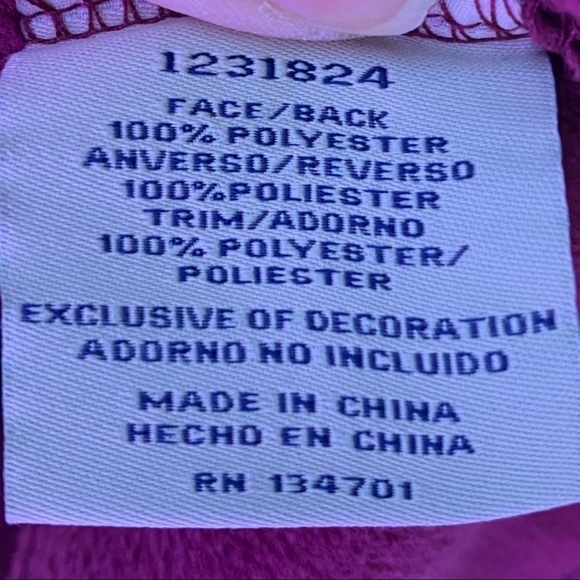 1231824
FACE/BACK
100% POLYESTER
ANVERSO/REVERSO
100%POLIESTER
TRIM/ADORNO
100% POLYESTER/
POLIESTER
EXCLUSIVE OF DECORATION
ADORNO NO INCLUIDO
MADE IN CHINA
HECHO EN CHINA
RN 134701